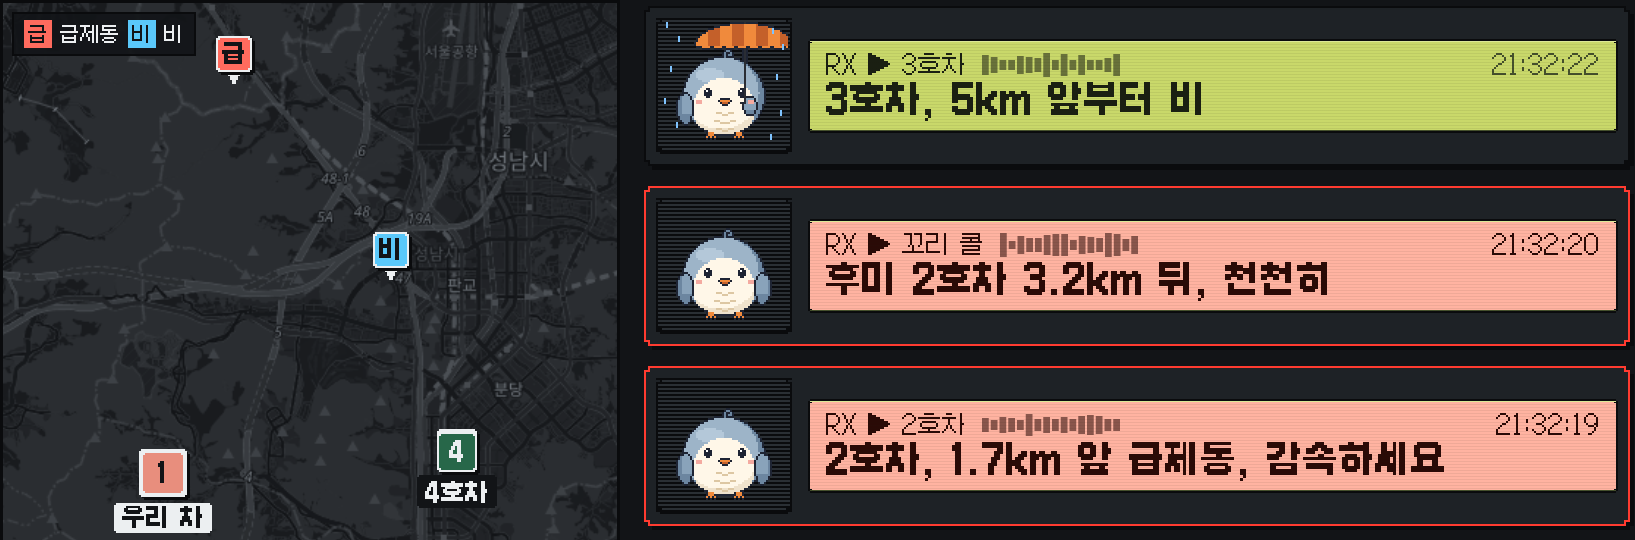 급 급제동 비 비
급
서울공항
2
성남시
6
48-1
5A 48 19A
비
성남시
47
판교
5
분당
4
4
4호차
1
우리 차
RX ▶ 3호차 21:32:22
3호차, 5km 앞부터 비
RX ▶ 꼬리 콜 21:32:20
후미 2호차 3.2km 뒤, 천천히
RX ▶ 2호차 21:32:19
2호차, 1.7km 앞 급제동, 감속하세요